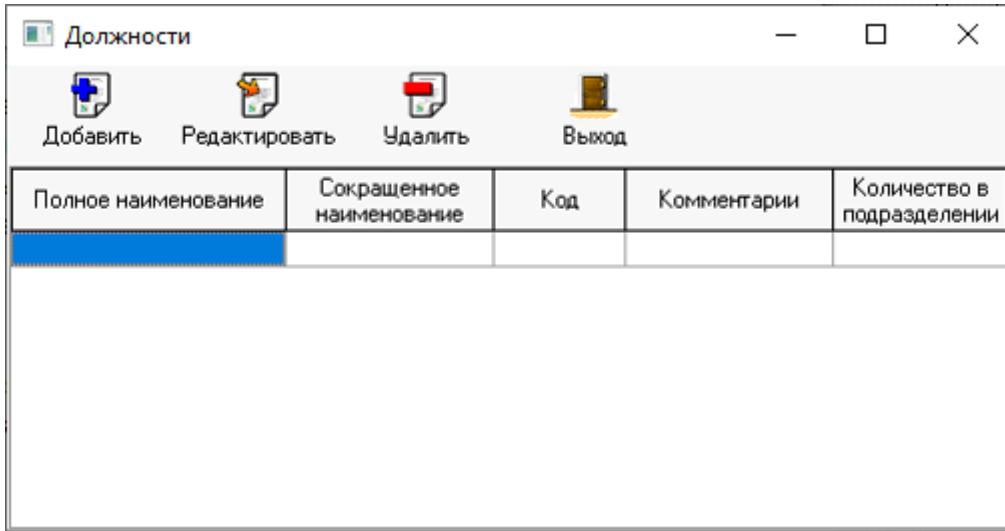 Должности
Добавить Редактировать Удалить Выход
Полное наименование Сокращенное наименование Код Комментарии Количество в подразделении